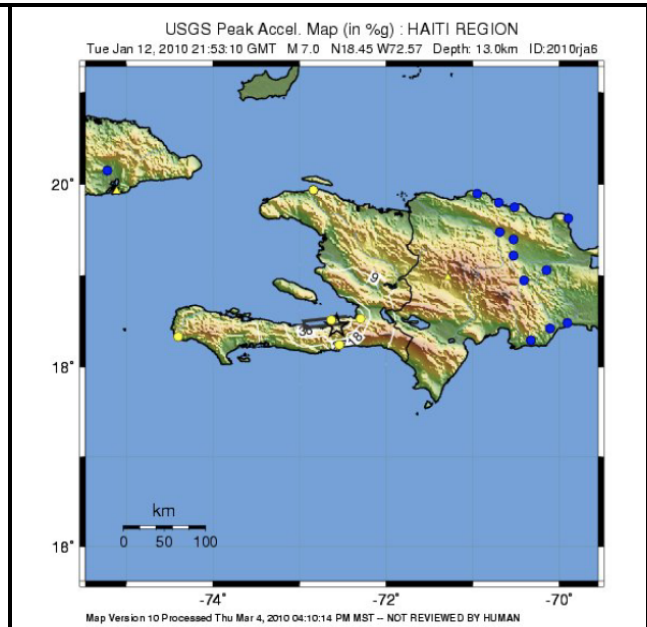 USGS Peak Accel. Map (in %g) : HAITI REGION
Tue Jan 12, 2010 21:53:10 GMT M 7.0 N18.45 W72.57 Depth: 13.0km ID:2010rja6
20°
9
36
18
18°
km
0 50 100
18°
-74° -72° -70°
Map Version 10 Processed Thu Mar 4, 2010 04:10:14 PM MST -- NOT REVIEWED BY HUMAN